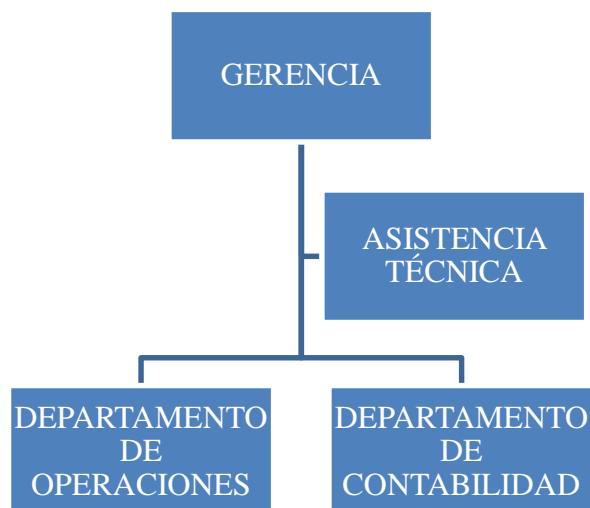 GERENCIA
ASISTENCIA
TÉCNICA
DEPARTAMENTO
DE
OPERACIONES
DEPARTAMENTO
DE
CONTABILIDAD